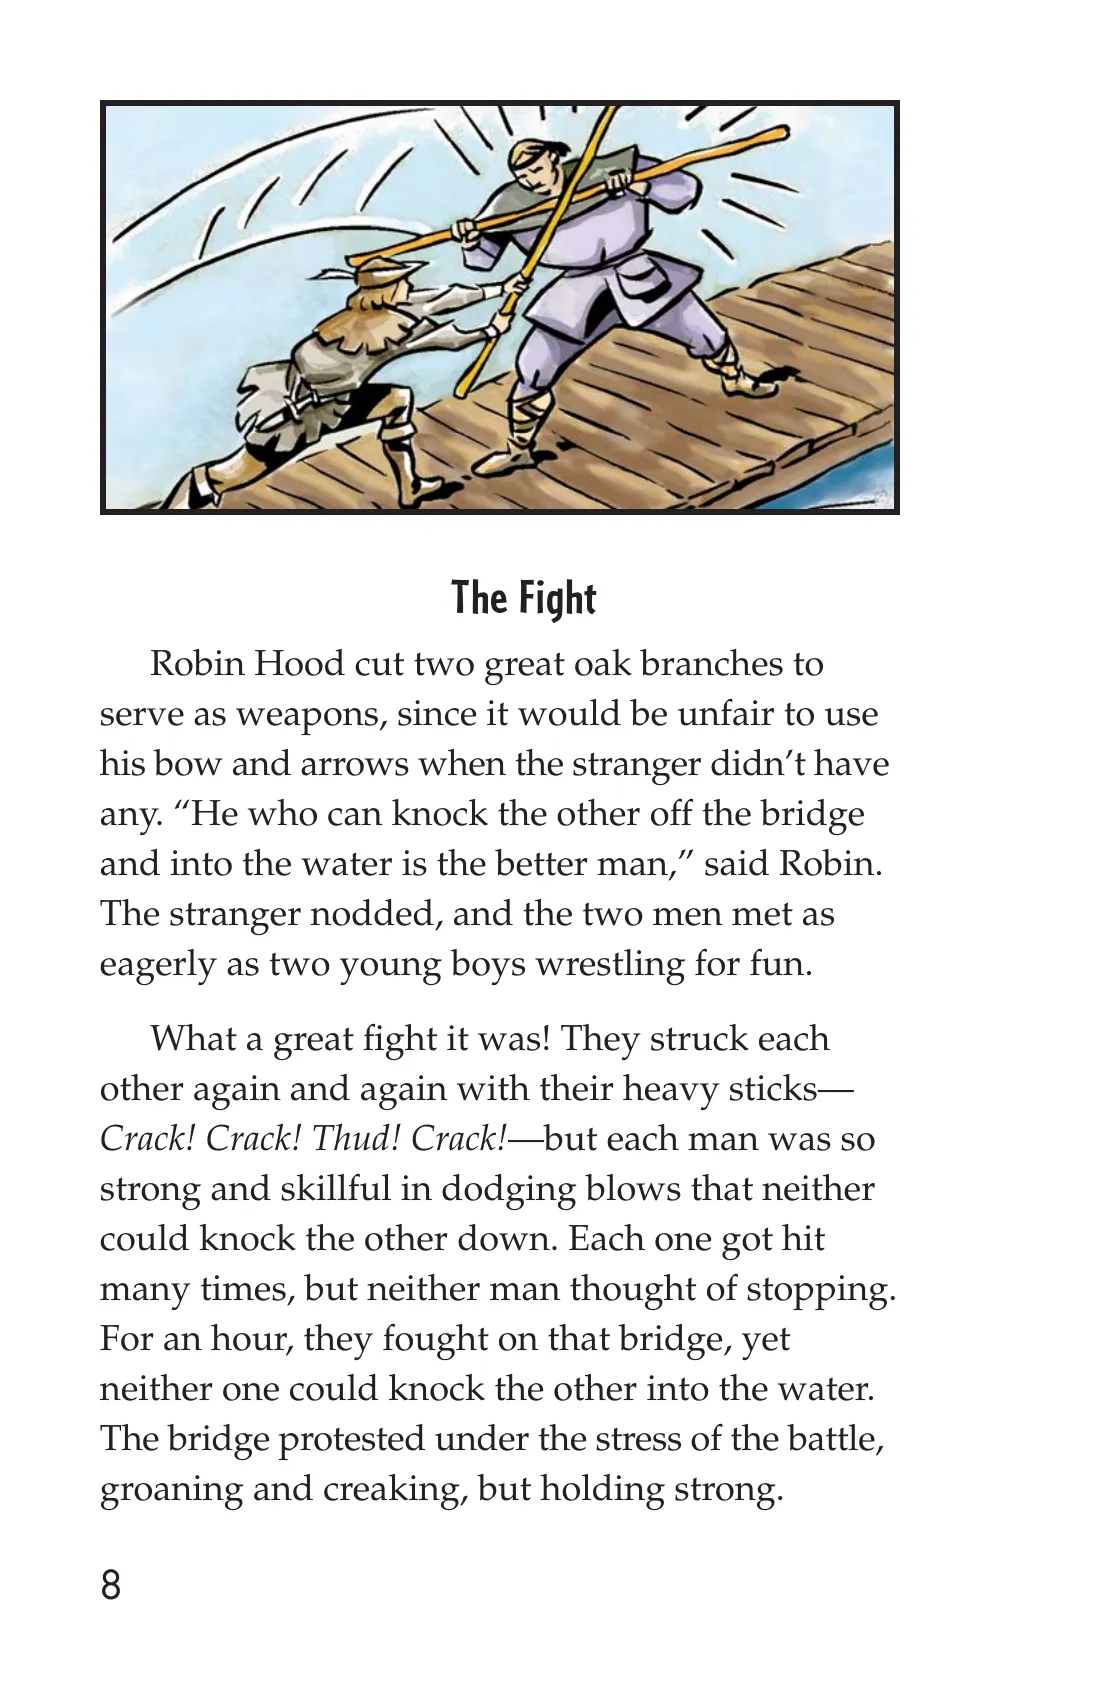 The Fight
Robin Hood cut two great oak branches to
serve as weapons, since it would be unfair to use
his bow and arrows when the stranger didn’t have
any. “He who can knock the other off the bridge
and into the water is the better man,” said Robin.
The stranger nodded, and the two men met as
eagerly as two young boys wrestling for fun.
What a great fight it was! They struck each
other again and again with their heavy sticks—
Crack! Crack! Thud! Crack!—but each man was so
strong and skillful in dodging blows that neither
could knock the other down. Each one got hit
many times, but neither man thought of stopping.
For an hour, they fought on that bridge, yet
neither one could knock the other into the water.
The bridge protested under the stress of the battle,
groaning and creaking, but holding strong.
8